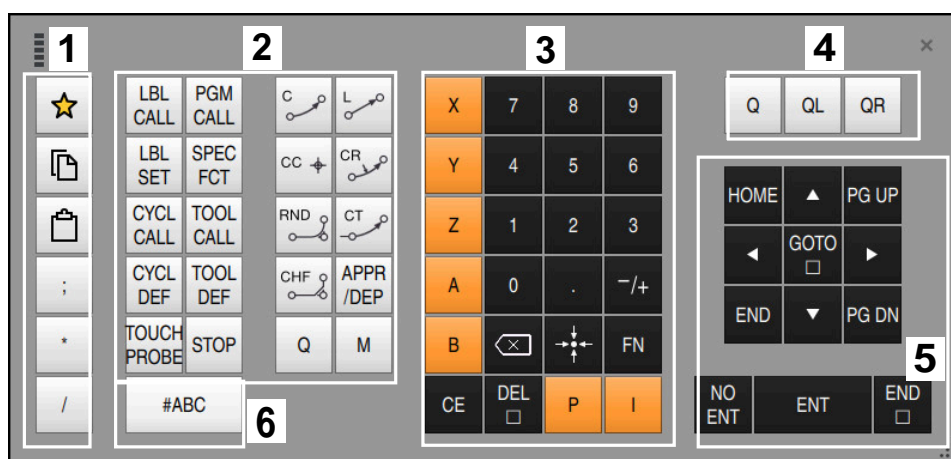 1 2 3 4
LBL CALL PGM CALL C L X 7 8 9 Q QL QR
LBL SET SPEC FCT CC CR Y 4 5 6 HOME PG UP
CYCL CALL TOOL CALL RND CT Z 1 2 3 GOTO
; CYCL DEF TOOL DEF CHF APPR /DEP A 0 . −/+ END PG DN
* TOUCH PROBE STOP Q M B FN 5
/ #ABC 6 CE DEL P I NO ENT ENT END